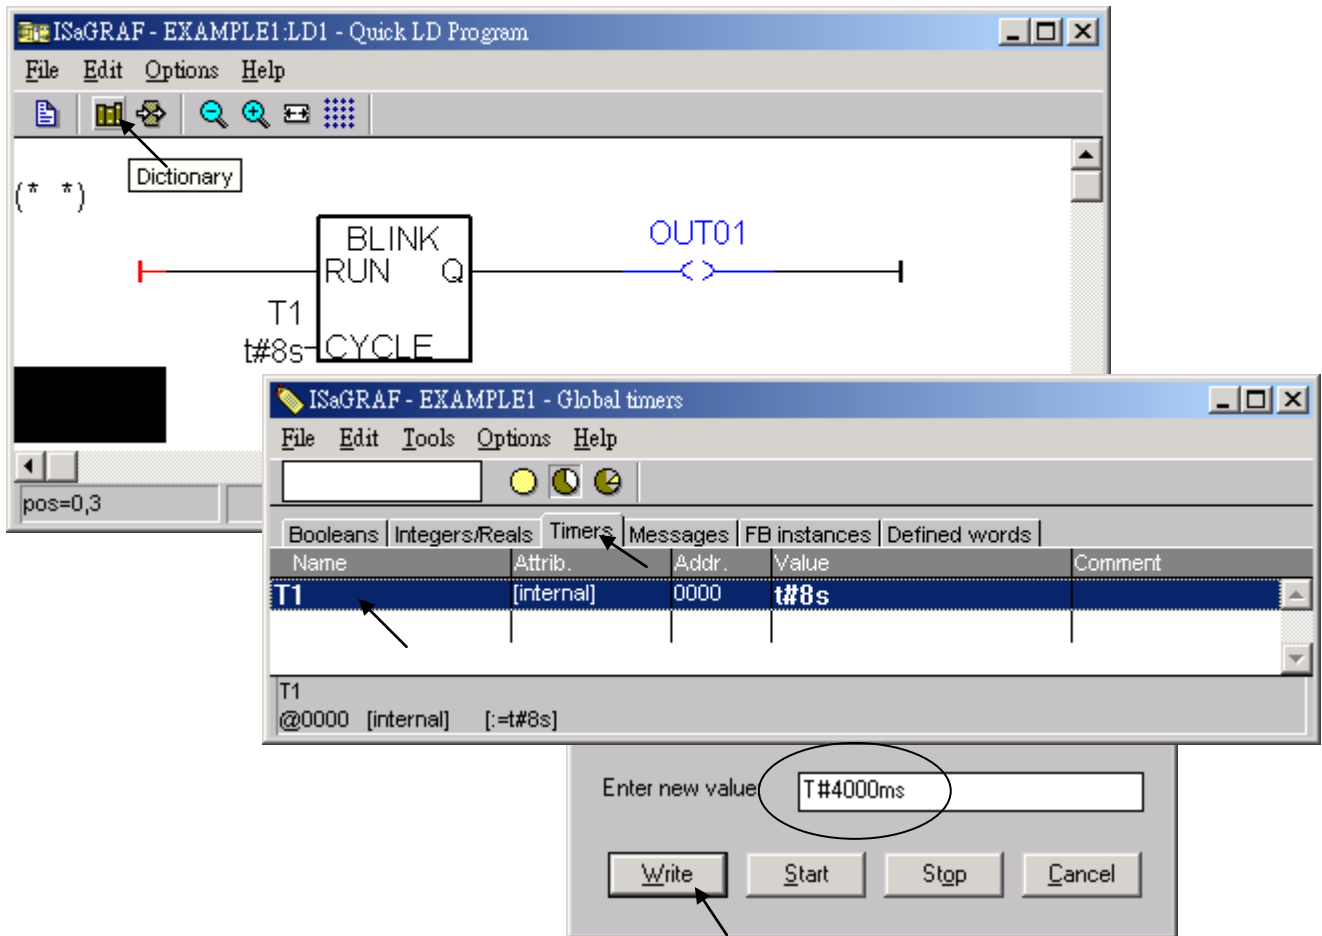 ISaGRAF - EXAMPLE1:LD1 - Quick LD Program
File Edit Options Help
Dictionary
(* *)
BLINK
RUN Q
CYCLE
T1
t#8s
OUT01
pos=0,3
ISaGRAF - EXAMPLE1 - Global timers
File Edit Tools Options Help
Booleans Integers/Reals Timers Messages FB instances Defined words
Name Attrib. Addr. Value Comment
T1 [internal] 0000 t#8s
T1
@0000 [internal] [:=t#8s]
Enter new value T#4000ms
Write Start Stop Cancel